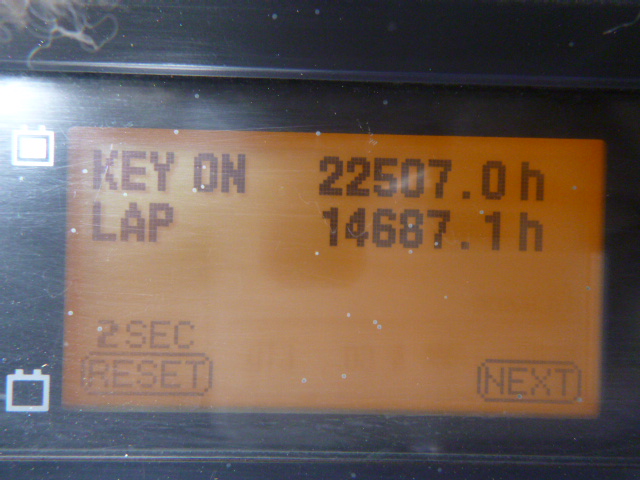 KEY ON 22507.0 h
LAP 14687.1 h
2 SEC
RESET NEXT